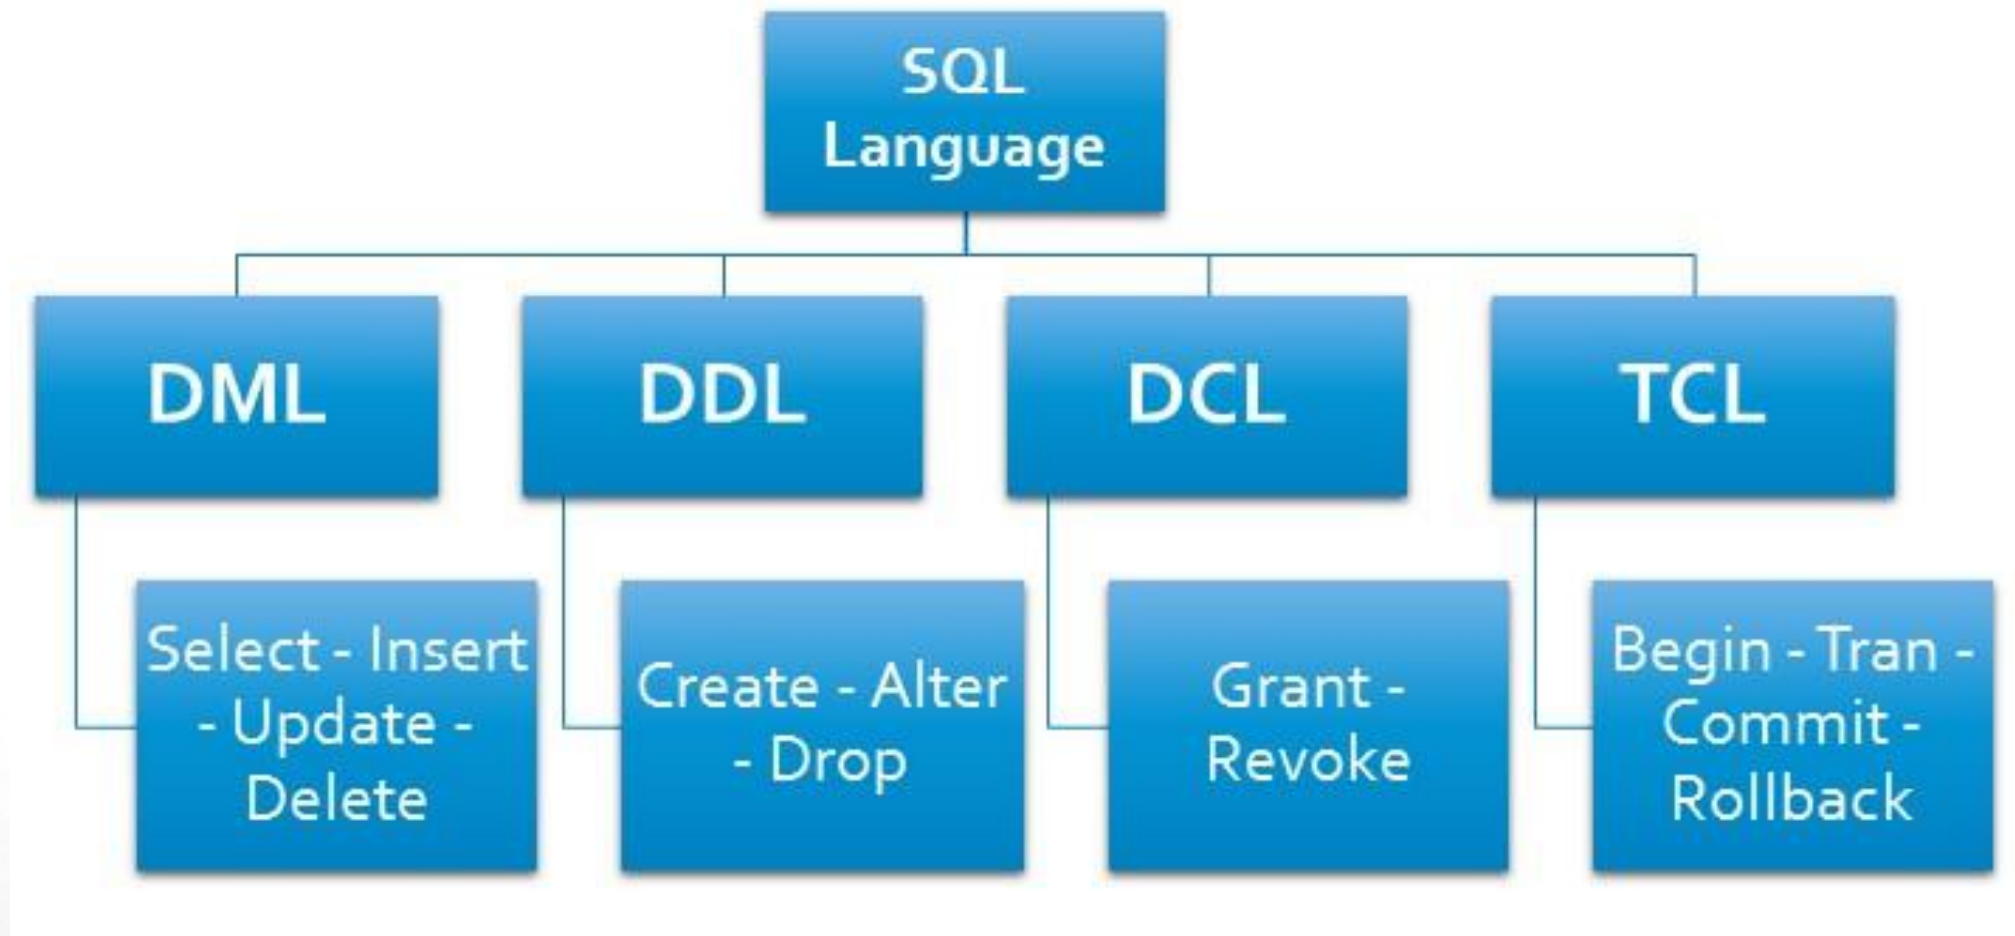 SQL
Language
DML
DDL
DCL
TCL
Select - Insert
- Update -
Delete
Create - Alter
- Drop
Grant -
Revoke
Begin - Tran -
Commit -
Rollback